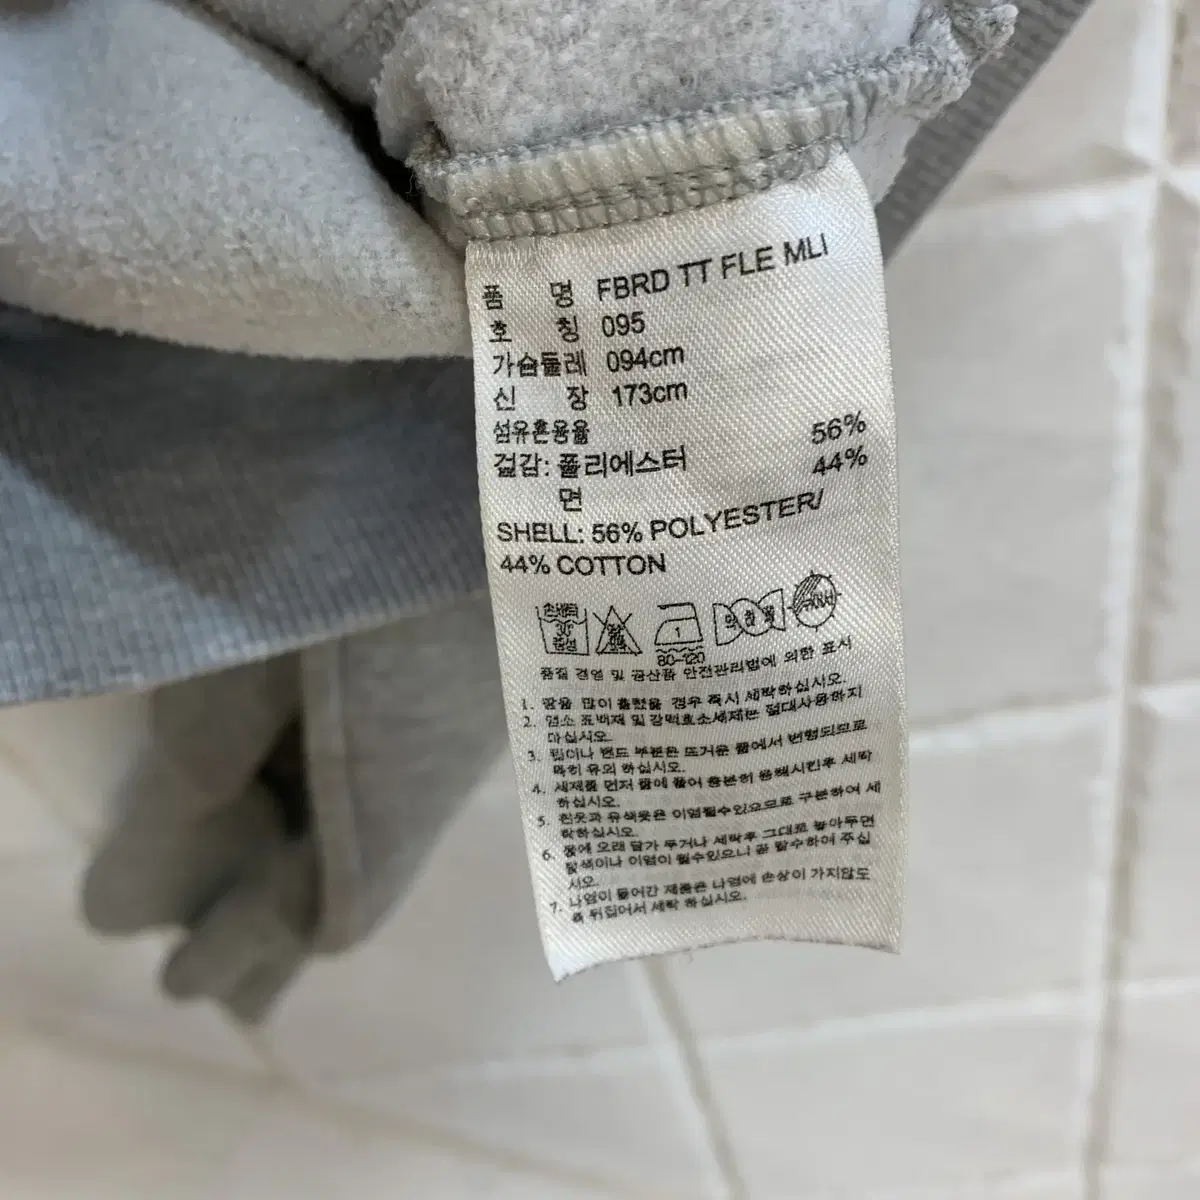 품 명 FBRD TT FLE MLI
호 칭 095
가슴둘레 094cm
신 장 173cm
섬유혼용율
겉감: 폴리에스터 56%
면 44%
SHELL: 56% POLYESTER/
44% COTTON
손세탁
30°
중성
1
80-120
품질 경영 및 공산품 안전관리법에 의한 표시
1. 땀을 많이 흘렸을 경우 즉시 세탁하십시오.
2. 염소 표백제 및 강력효소세제는 절대사용하지
마십시오.
3. 립이나 밴드 부분은 뜨거운 물에서 변형되므로
특히 유의 하십시오.
4. 세제를 먼저 물에 풀어 충분히 용해시킨후 세탁
하십시오.
5. 흰옷과 유색옷은 이염될수있으므로 구분하여 세
탁하십시오.
6. 물에 오래 담가 두거나 세탁후 그대로 놓아두면
탈색이나 이염이 될수있으니 곧 탈수하여 주십
시오.
7. 나염이 들어간 제품은 나염에 손상이 가지않도
록 뒤집어서 세탁 하십시오.